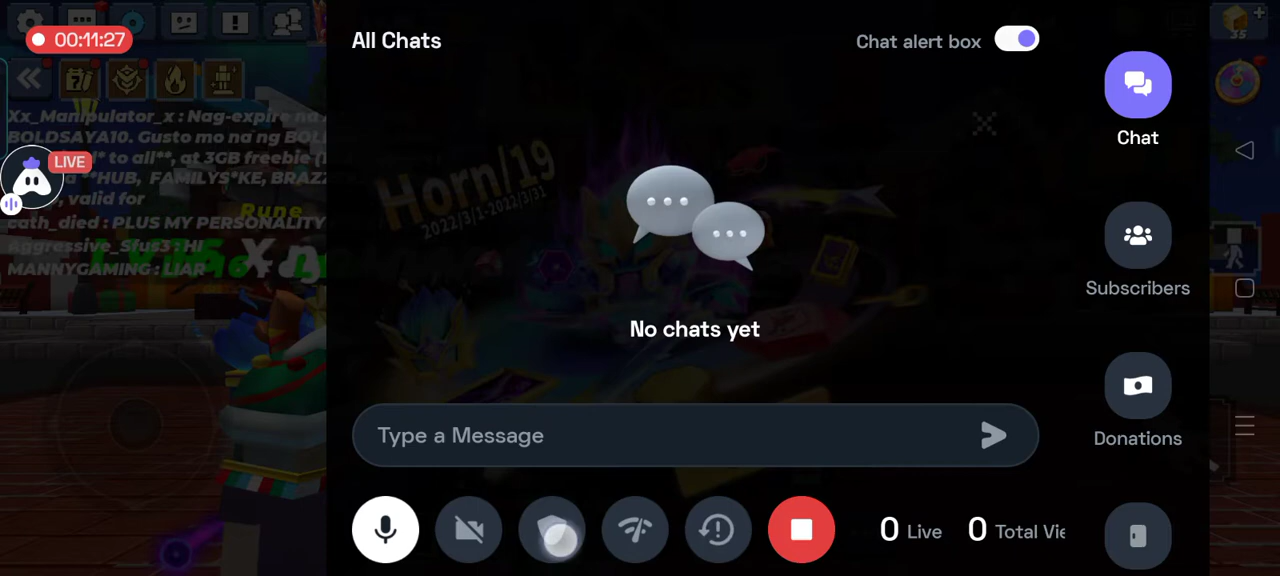 00:11:27
All Chats
Chat alert box
35
Chat
Xx_Manipulator_x : Nag-expire na
BOLDSAYA10. Gusto mo na ng BOL
* to all**, at 3GB freebie (
**HUB, FAMILYS*KE, BRAZZ
, valid for
LIVE
Rune
cath_died : PLUS MY PERSONALITY
Aggressive_Sfus3 : HI
MANNYGAMING : LIAR
Horn/19
2022/3/1-2022/3/31
Subscribers
No chats yet
Type a Message
Donations
0 Live
0 Total Vie